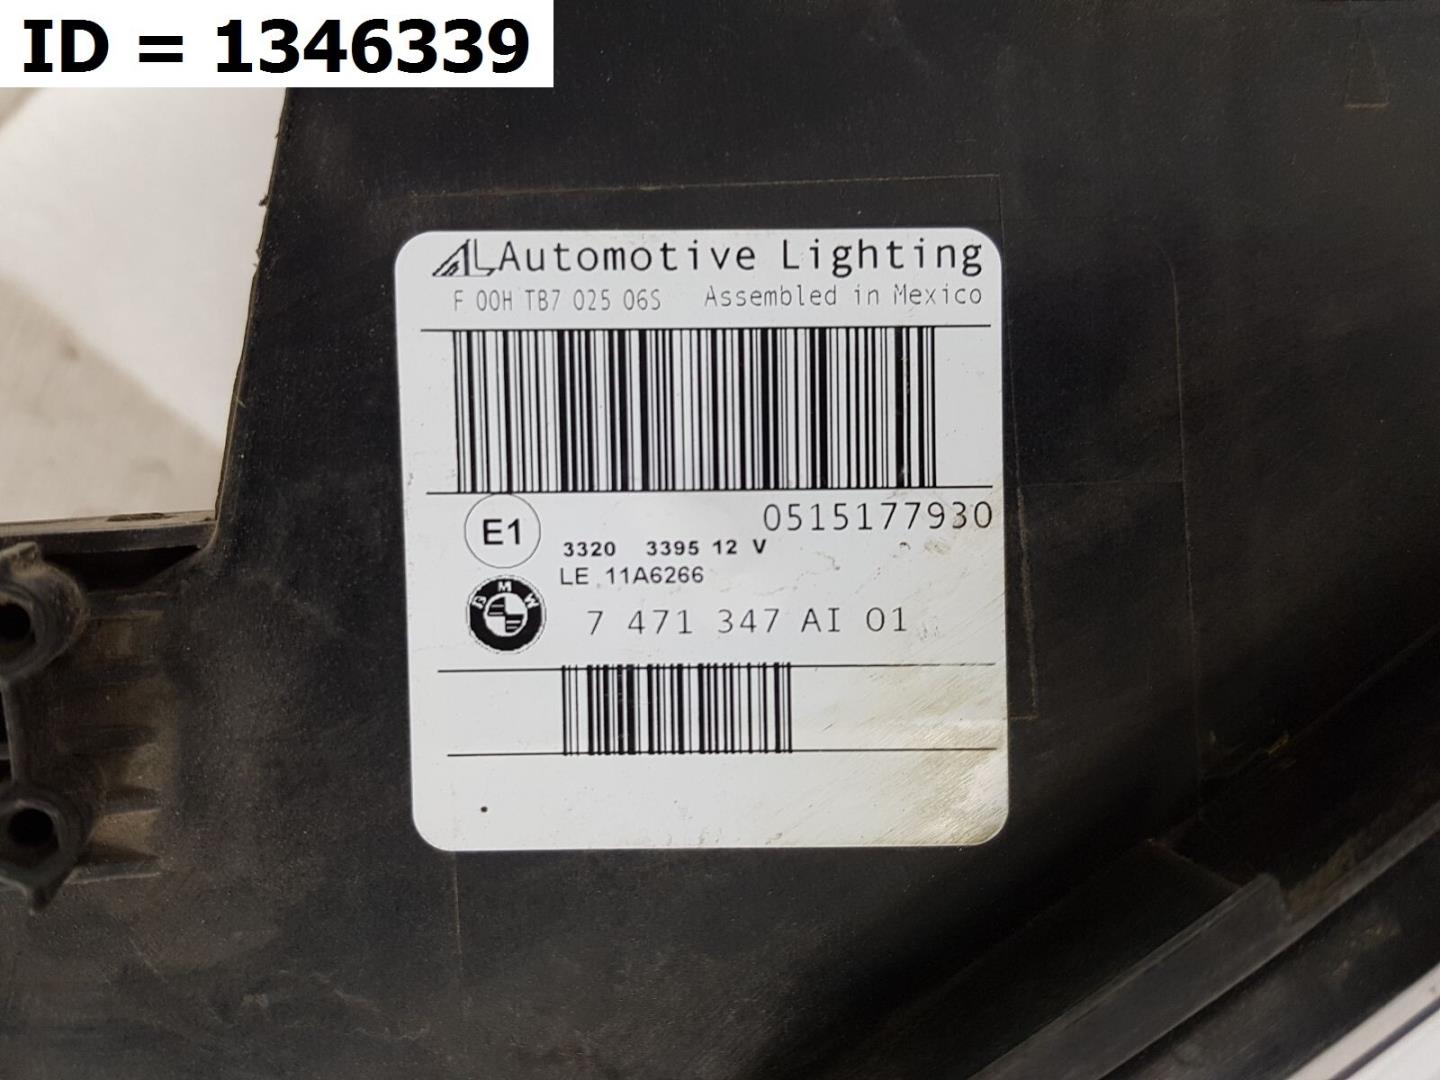 ID = 1346339
AL Automotive Lighting
F 00H TB7 025 06S Assembled in Mexico
0515177930
E1
3320 3395 12 V
LE 11A6266
BMW
7 471 347 AI 01